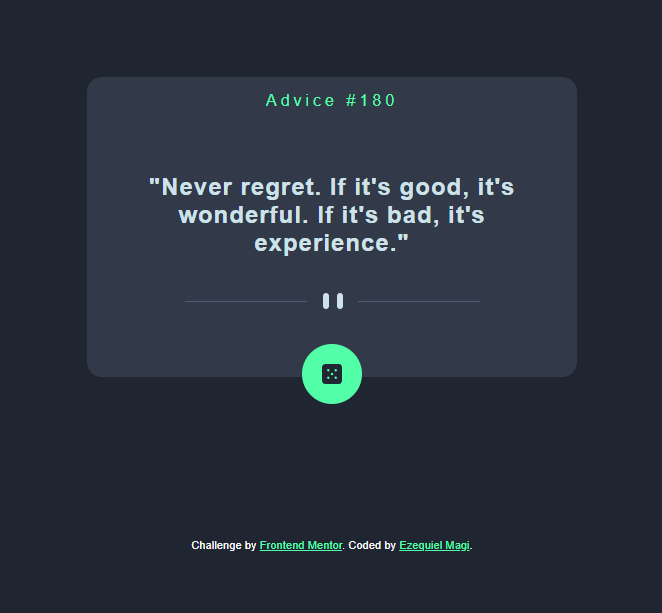 Advice #180
"Never regret. If it's good, it's
wonderful. If it's bad, it's
experience."
Challenge by Frontend Mentor. Coded by Ezequiel Magi.